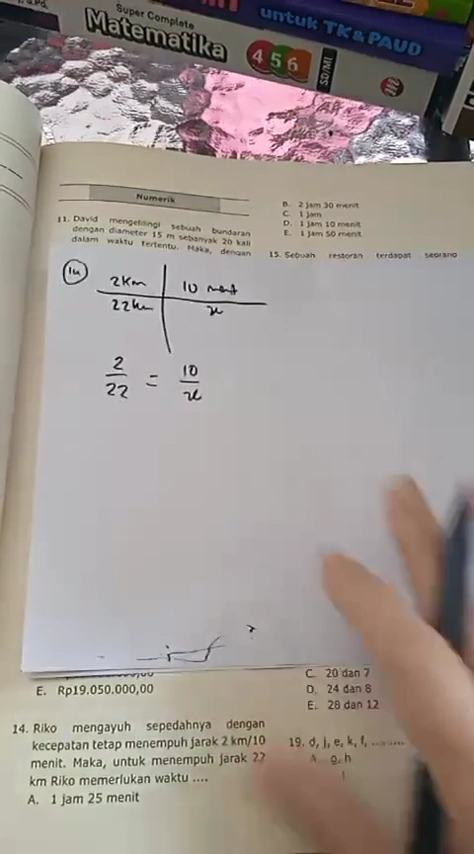 Super Complete
Matematika
4 5 6
SD/MI
untuk TK & PAUD
Numerik
11. David mengelilingi sebuah bundaran
dengan diameter 15 m sebanyak 20 kali
dalam waktu tertentu. Maka, dengan
B. 2 jam 30 menit
C. 1 jam
D. 1 jam 10 menit
E. 1 jam 50 menit
15. Sebuah restoran terdapat seorang
14
2 km 10 menit
22 km x
2/22 = 10/x
E. Rp19.050.000,00
14. Riko mengayuh sepedahnya dengan
kecepatan tetap menempuh jarak 2 km/10
menit. Maka, untuk menempuh jarak 22
km Riko memerlukan waktu ....
A. 1 jam 25 menit
C. 20 dan 7
D. 24 dan 8
E. 28 dan 12
19. d, j, e, k, f, ..........
A. g, h